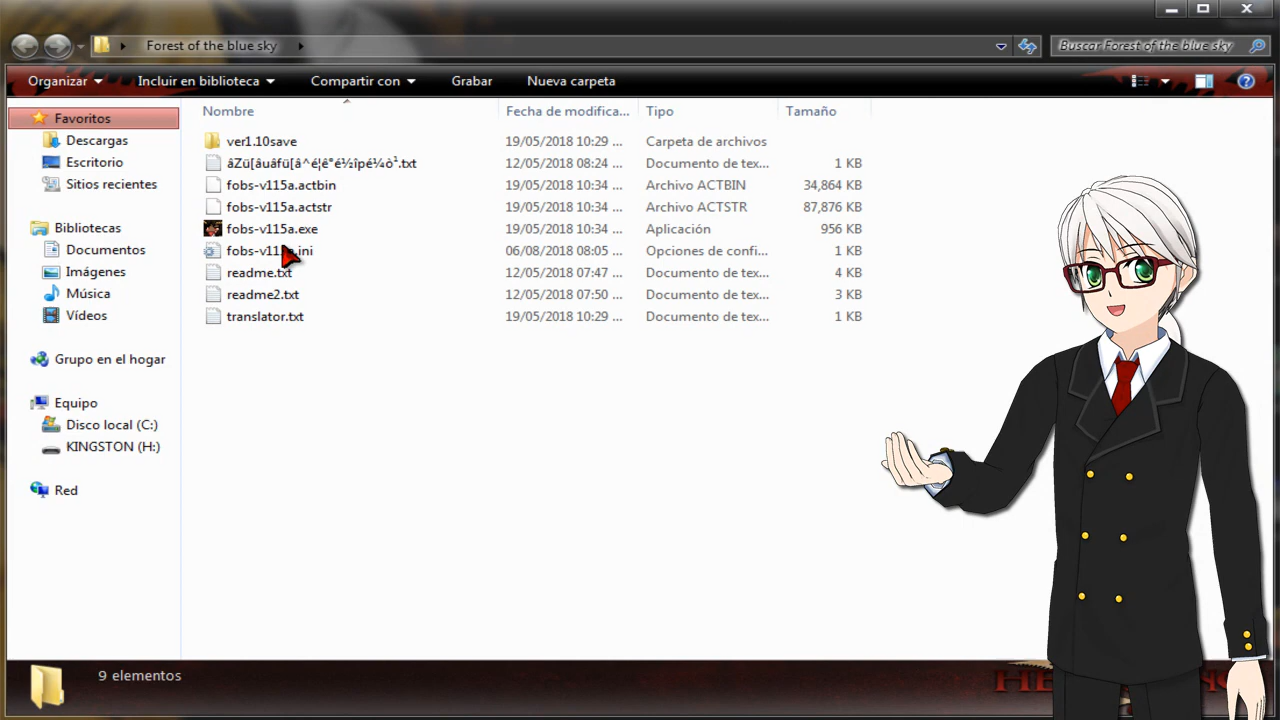 Forest of the blue sky
Buscar Forest of the blue sky
Organizar Incluir en biblioteca Compartir con Grabar Nueva carpeta
Nombre Fecha de modifica... Tipo Tamaño
Favoritos
Descargas
Escritorio
Sitios recientes
Bibliotecas
Documentos
Imágenes
Música
Vídeos
Grupo en el hogar
Equipo
Disco local (C:)
KINGSTON (H:)
Red
ver1.10save 19/05/2018 10:29 ... Carpeta de archivos
12/05/2018 08:24 ... Documento de tex... 1 KB
fobs-v115a.actbin 19/05/2018 10:34 ... Archivo ACTBIN 34,864 KB
fobs-v115a.actstr 19/05/2018 10:34 ... Archivo ACTSTR 87,876 KB
fobs-v115a.exe 19/05/2018 10:34 ... Aplicación 956 KB
fobs-v115a.ini 06/08/2018 08:05 ... Opciones de confi... 1 KB
readme.txt 12/05/2018 07:47 ... Documento de tex... 4 KB
readme2.txt 12/05/2018 07:50 ... Documento de tex... 3 KB
translator.txt 19/05/2018 10:29 ... Documento de tex... 1 KB
9 elementos